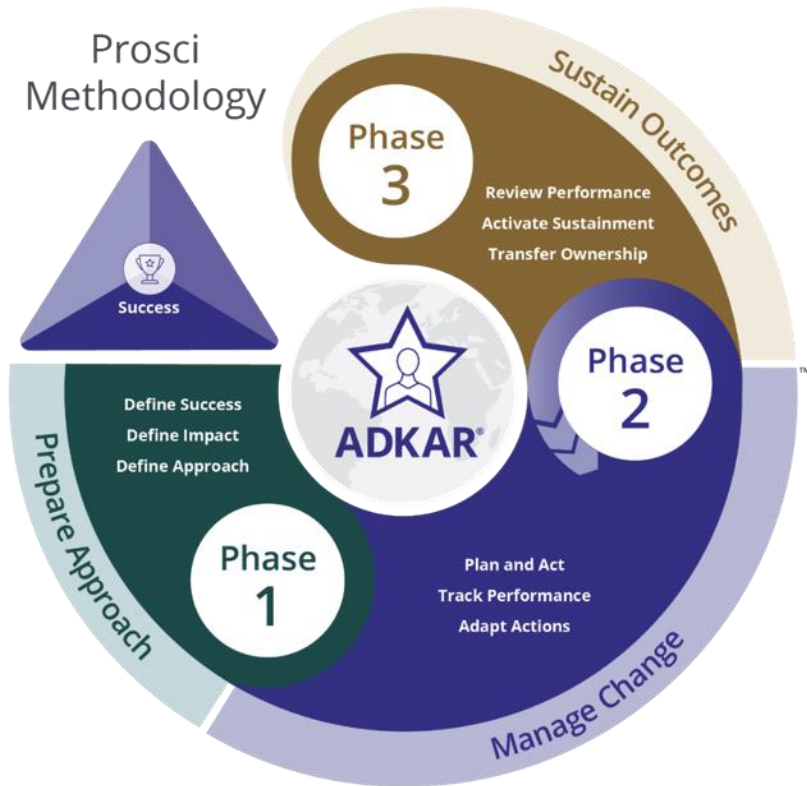 Prosci
Methodology
Success
Prepare Approach
Define Success
Define Impact
Define Approach
Phase
1
Manage Change
Phase
2
Plan and Act
Track Performance
Adapt Actions
Sustain Outcomes
Phase
3
Review Performance
Activate Sustainment
Transfer Ownership
ADKAR®
™